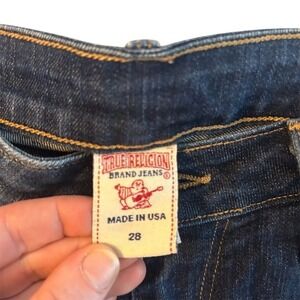 TRUE RELIGION
BRAND JEANS ®
MADE IN USA
28